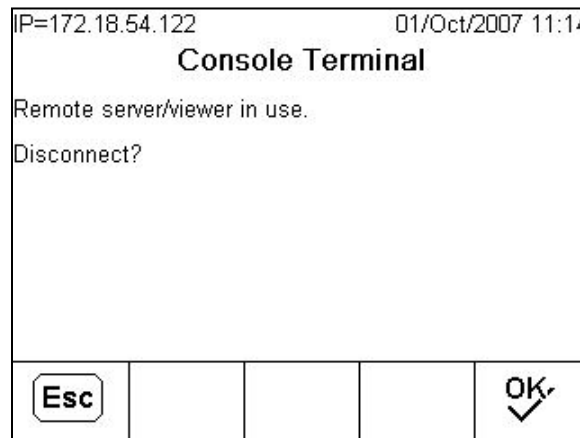 IP=172.18.54.122 01/Oct/2007 11:14
Console Terminal
Remote server/viewer in use.
Disconnect?
Esc OK